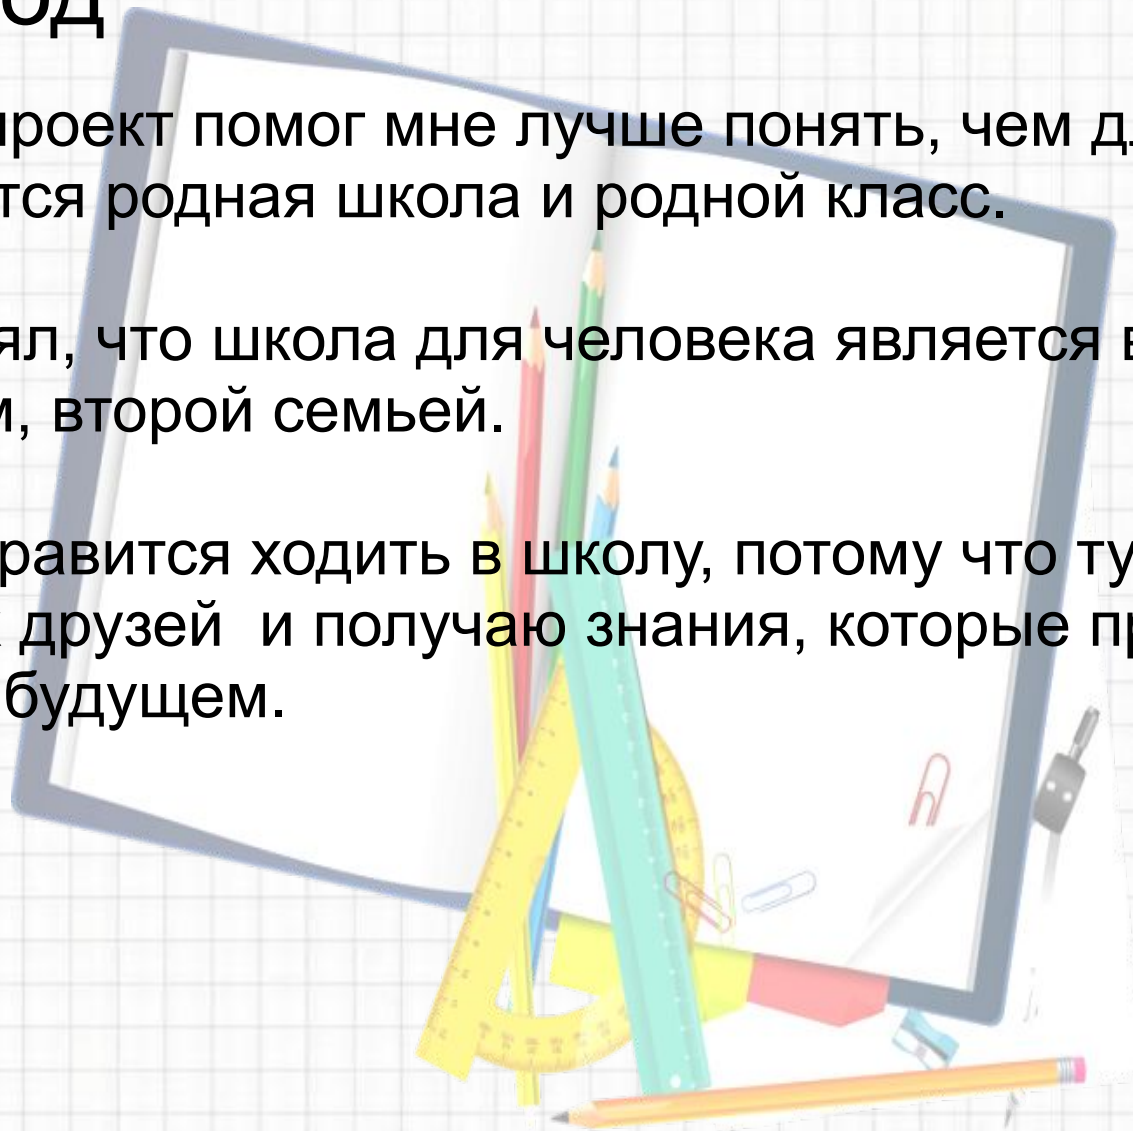 од
проект помог мне лучше понять, чем
тся родная школа и родной класс.
ял, что школа для человека является
м, второй семьей.
равится ходить в школу, потому что ту
друзей и получаю знания, которые пр
будущем.